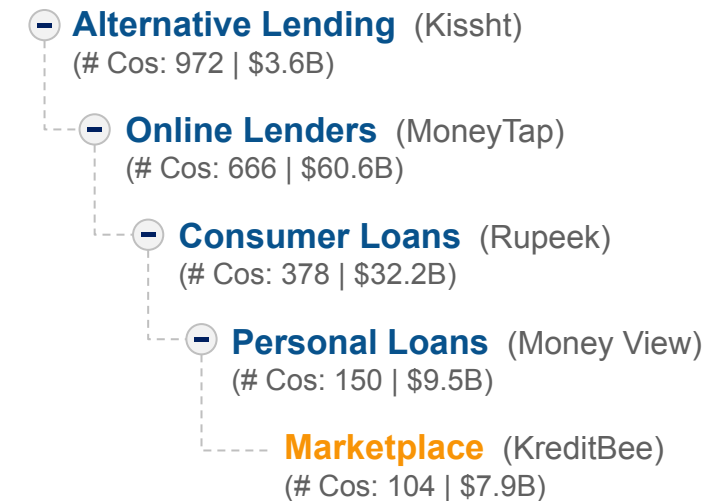 Alternative Lending (Kissht)
(# Cos: 972 | $3.6B)
Online Lenders (MoneyTap)
(# Cos: 666 | $60.6B)
Consumer Loans (Rupeek)
(# Cos: 378 | $32.2B)
Personal Loans (Money View)
(# Cos: 150 | $9.5B)
Marketplace (KreditBee)
(# Cos: 104 | $7.9B)